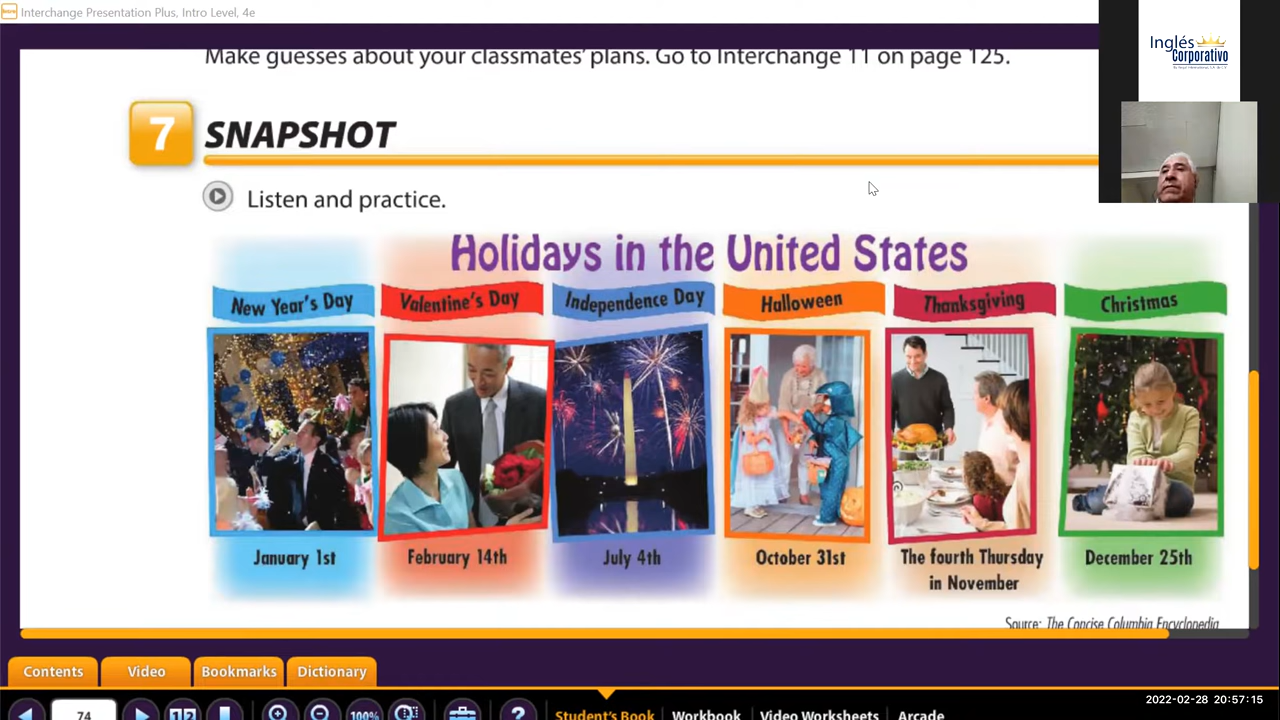 Interchange Presentation Plus, Intro Level, 4e
Make guesses about your classmates' plans. Go to Interchange 11 on page 125.
Inglés
Corporativo
7 SNAPSHOT
Listen and practice.
Holidays in the United States
New Year's Day
Valentine's Day
Independence Day
Halloween
Thanksgiving
Christmas
January 1st
February 14th
July 4th
October 31st
The fourth Thursday
in November
December 25th
Source: The Concise Columbia Encyclopedia
Contents
Video
Bookmarks
Dictionary
2022-02-28 20:57:15
74
1
2
100%
?
Student's Book
Workbook
Video Worksheets
Arcade